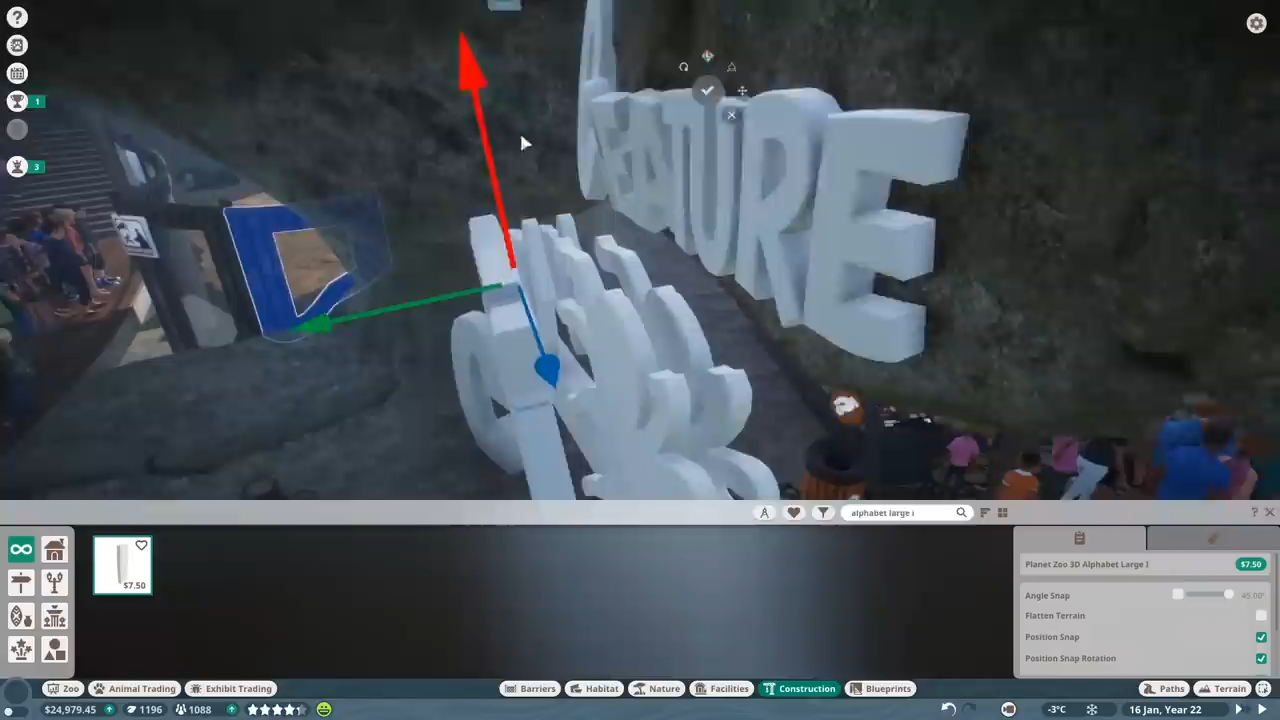 1
3
ATURE
alphabet large i
?
$7.50
Planet Zoo 3D Alphabet Large I
$7.50
Angle Snap
45.00°
Flatten Terrain
Position Snap
Position Snap Rotation
Zoo
Animal Trading
Exhibit Trading
Barriers
Habitat
Nature
Facilities
Construction
Blueprints
Paths
Terrain
$24,979.45
1196
1088
-3°C
16 Jan, Year 22